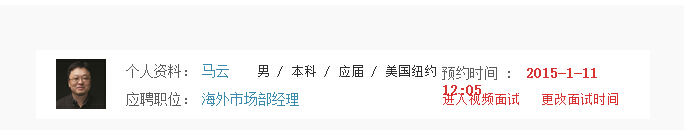 个人资料： 马云 男 / 本科 / 应届 / 美国纽约 预约时间 ： 2015-1-11
12:05
应聘职位： 海外市场部经理 进入视频面试 更改面试时间